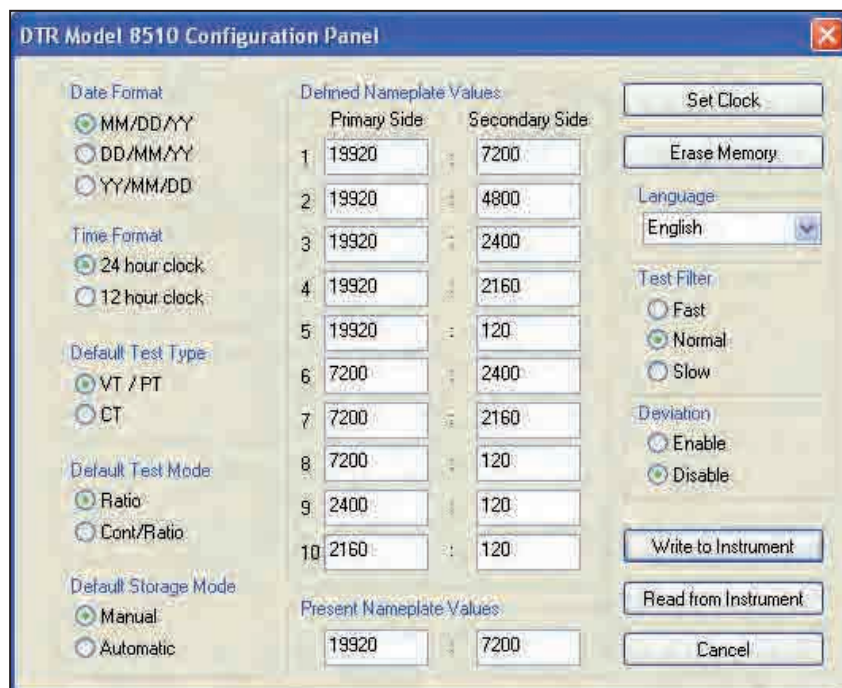 DTR Model 8510 Configuration Panel
Date Format
MM/DD/YY
DD/MM/YY
YY/MM/DD
Time Format
24 hour clock
12 hour clock
Default Test Type
VT / PT
CT
Default Test Mode
Ratio
Cont/Ratio
Default Storage Mode
Manual
Automatic
Defined Nameplate Values
Primary Side Secondary Side
1 19920 : 7200
2 19920 : 4800
3 19920 : 2400
4 19920 : 2160
5 19920 : 120
6 7200 : 2400
7 7200 : 2160
8 7200 : 120
9 2400 : 120
10 2160 : 120
Present Nameplate Values
19920 : 7200
Set Clock
Erase Memory
Language
English
Test Filter
Fast
Normal
Slow
Deviation
Enable
Disable
Write to Instrument
Read from Instrument
Cancel